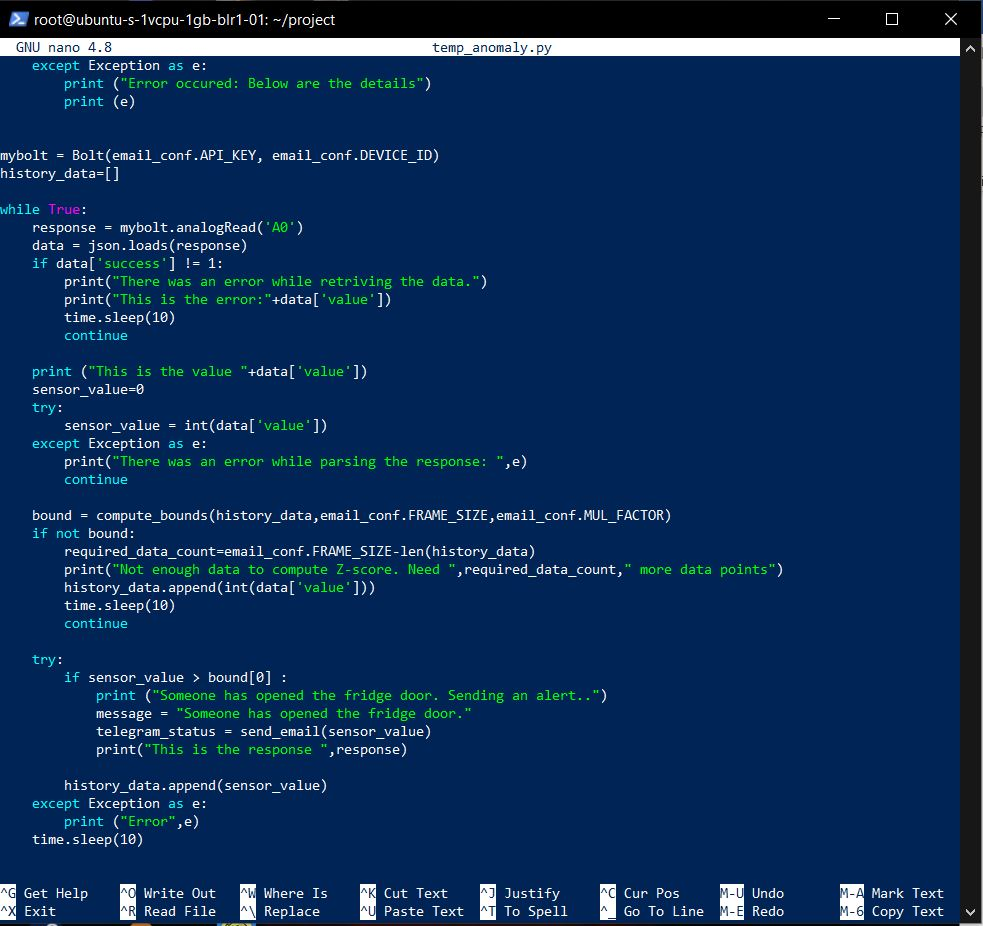 root@ubuntu-s-1vcpu-1gb-blr1-01: ~/project
GNU nano 4.8 temp_anomaly.py
    except Exception as e:
        print ("Error occured: Below are the details")
        print (e)
mybolt = Bolt(email_conf.API_KEY, email_conf.DEVICE_ID)
history_data=[]
while True:
    response = mybolt.analogRead('A0')
    data = json.loads(response)
    if data['success'] != 1:
        print("There was an error while retriving the data.")
        print("This is the error:"+data['value'])
        time.sleep(10)
        continue
    print ("This is the value "+data['value'])
    sensor_value=0
    try:
        sensor_value = int(data['value'])
    except Exception as e:
        print("There was an error while parsing the response: ",e)
        continue
    bound = compute_bounds(history_data,email_conf.FRAME_SIZE,email_conf.MUL_FACTOR)
    if not bound:
        required_data_count=email_conf.FRAME_SIZE-len(history_data)
        print("Not enough data to compute Z-score. Need ",required_data_count," more data points")
        history_data.append(int(data['value']))
        time.sleep(10)
        continue
    try:
        if sensor_value > bound[0] :
            print ("Someone has opened the fridge door. Sending an alert..")
            message = "Someone has opened the fridge door."
            telegram_status = send_email(sensor_value)
            print("This is the response ",response)
        history_data.append(sensor_value)
    except Exception as e:
        print ("Error",e)
    time.sleep(10)
^G Get Help ^O Write Out ^W Where Is ^K Cut Text ^J Justify ^C Cur Pos M-U Undo M-A Mark Text
^X Exit ^R Read File ^\ Replace ^U Paste Text ^T To Spell ^_ Go To Line M-E Redo M-6 Copy Text